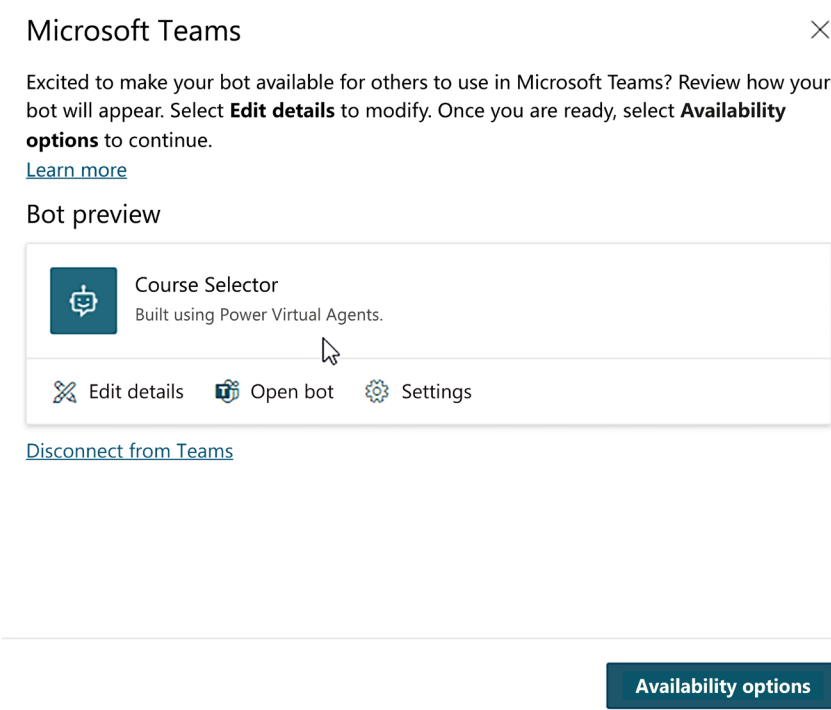 Microsoft Teams
Excited to make your bot available for others to use in Microsoft Teams? Review how your
bot will appear. Select Edit details to modify. Once you are ready, select Availability
options to continue.
Learn more
Bot preview
Course Selector
Built using Power Virtual Agents.
Edit details Open bot Settings
Disconnect from Teams
Availability options